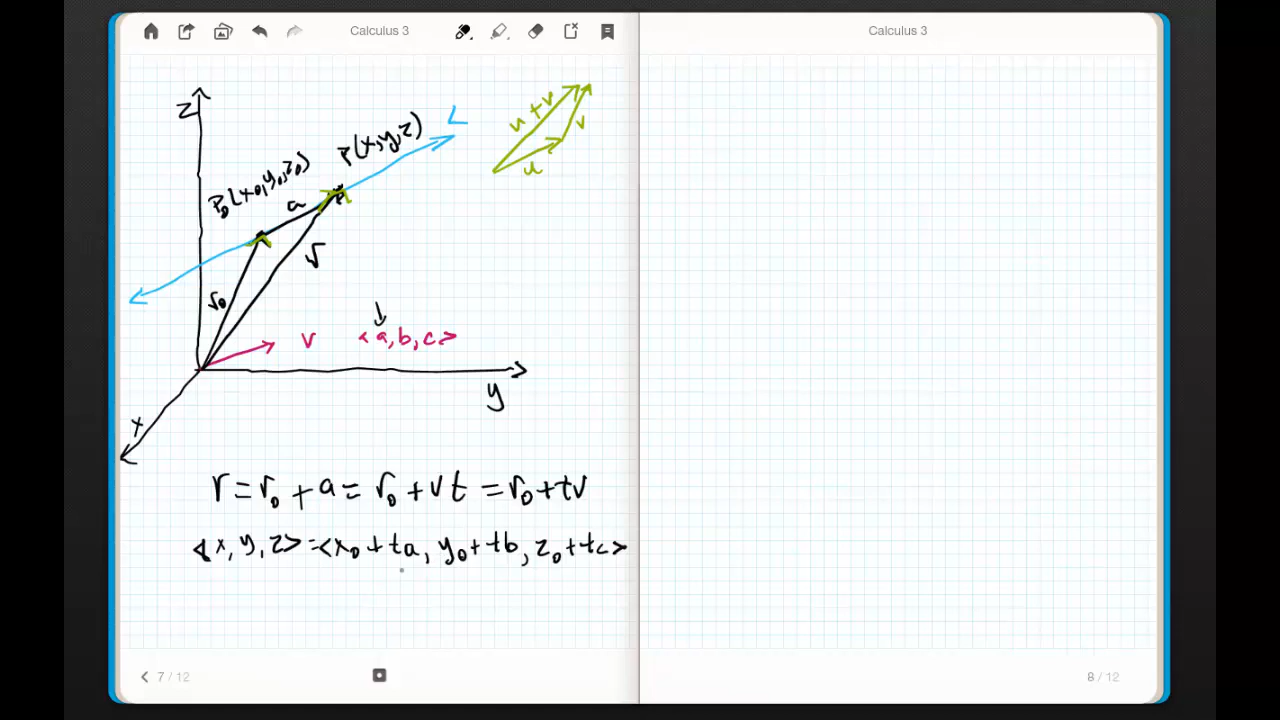 Calculus 3
Calculus 3
z
L
P(x,y,z)
P₀(x₀,y₀,z₀)
a
u + v
v
u
r
r₀
v <a,b,c>
y
x
r = r₀ + a = r₀ + vt = r₀ + tv
<x, y, z> = <x₀ + ta, y₀ + tb, z₀ + tc>
7 / 12
8 / 12